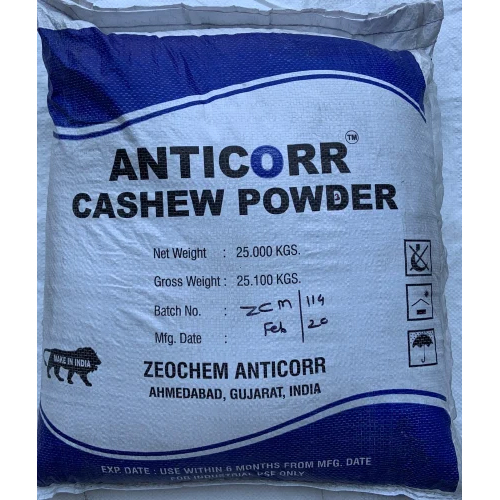 ANTICORR™
CASHEW POWDER
Net Weight : 25.000 KGS.
Gross Weight : 25.100 KGS.
Batch No. : ZCM / 114
Mfg. Date : Feb / 20
MAKE IN INDIA
ZEOCHEM ANTICORR
AHMEDABAD, GUJARAT, INDIA
EXP. DATE : USE WITHIN 6 MONTHS FROM MFG. DATE
FOR INDUSTRIAL USE ONLY